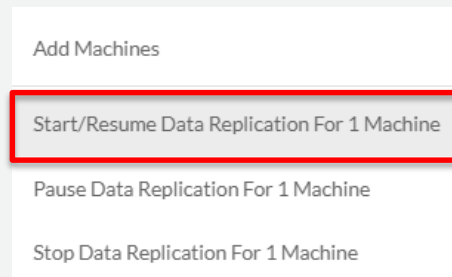 Add Machines
Start/Resume Data Replication For 1 Machine
Pause Data Replication For 1 Machine
Stop Data Replication For 1 Machine